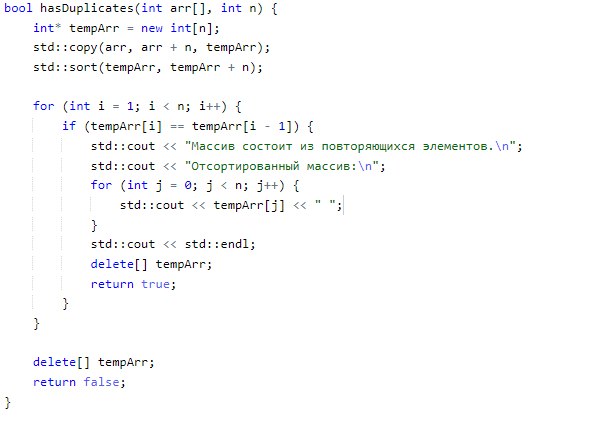 bool hasDuplicates(int arr[], int n) {
    int* tempArr = new int[n];
    std::copy(arr, arr + n, tempArr);
    std::sort(tempArr, tempArr + n);

    for (int i = 1; i < n; i++) {
        if (tempArr[i] == tempArr[i - 1]) {
            std::cout << "Массив состоит из повторяющихся элементов.\n";
            std::cout << "Отсортированный массив:\n";
            for (int j = 0; j < n; j++) {
                std::cout << tempArr[j] << " ";
            }
            std::cout << std::endl;
            delete[] tempArr;
            return true;
        }
    }

    delete[] tempArr;
    return false;
}